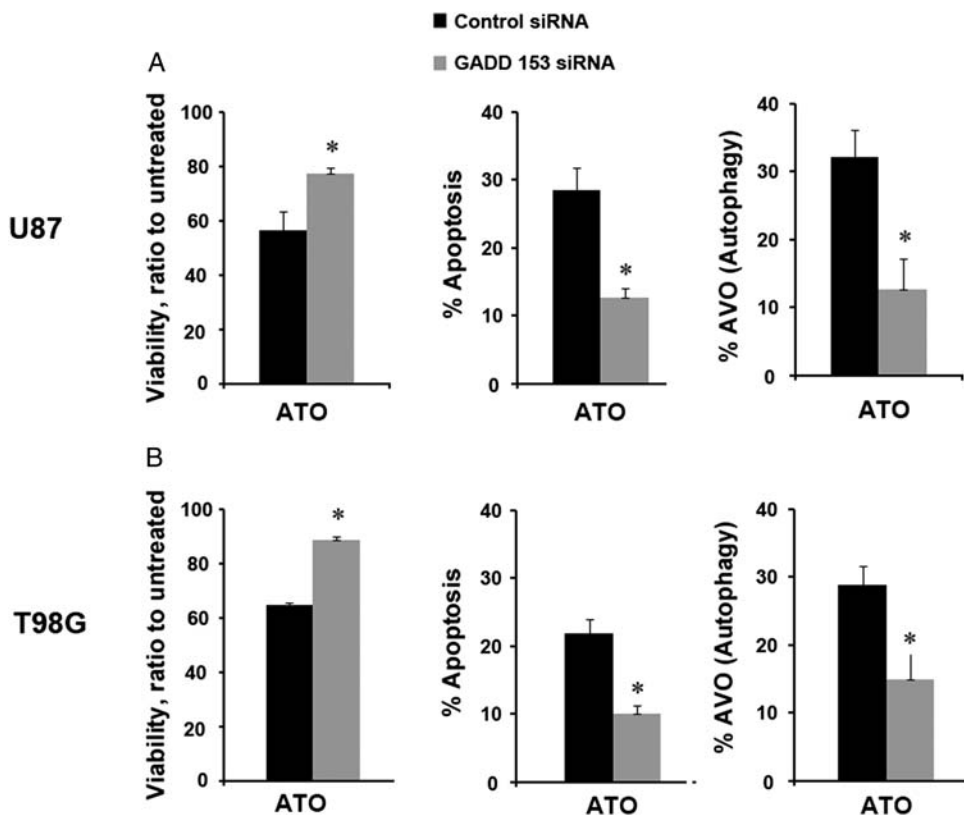 Control siRNA
GADD 153 siRNA
A
U87
Viability, ratio to untreated
100
80
60
40
20
0
*
ATO
% Apoptosis
40
30
20
10
0
*
ATO
% AVO (Autophagy)
40
30
20
10
0
*
ATO
B
T98G
Viability, ratio to untreated
100
80
60
40
20
0
*
ATO
% Apoptosis
40
30
20
10
0
*
ATO
% AVO (Autophagy)
40
30
20
10
0
*
ATO